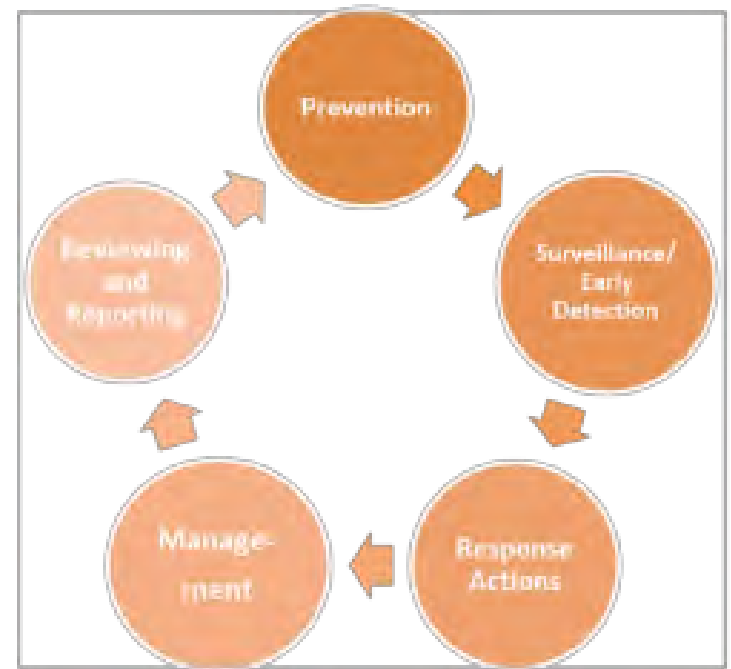 Prevention
Surveillance/
Early
Detection
Response
Actions
Manage-
ment
Reviewing
and
Reporting